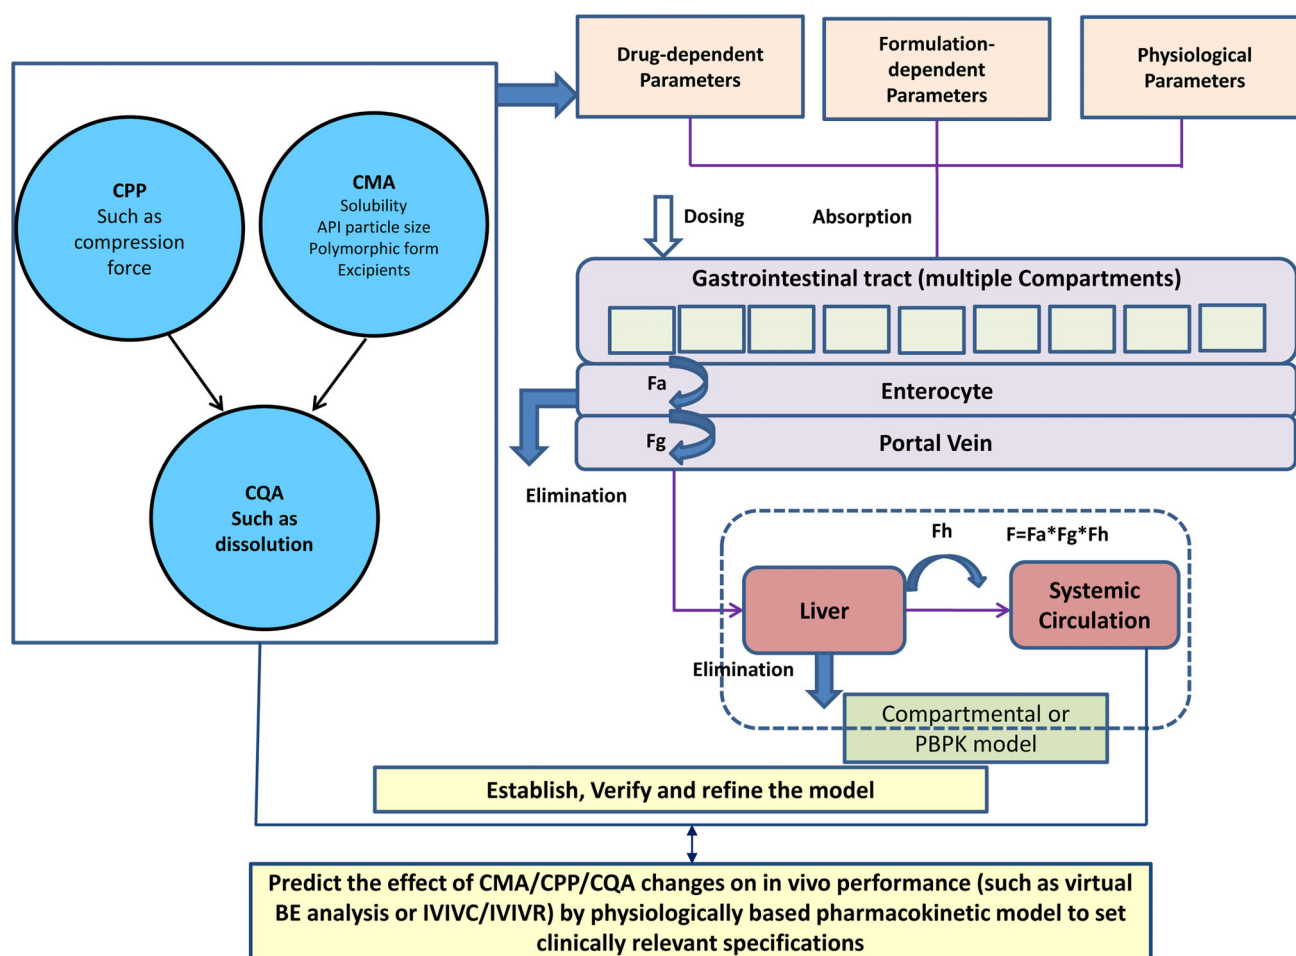 Drug-dependent
Parameters
Formulation-
dependent
Parameters
Physiological
Parameters
CPP
Such as
compression
force
CMA
Solubility
API particle size
Polymorphic form
Excipients
CQA
Such as
dissolution
Dosing
Absorption
Gastrointestinal tract (multiple Compartments)
Fa
Enterocyte
Fg
Portal Vein
Elimination
Fh
F=Fa*Fg*Fh
Liver
Systemic
Circulation
Elimination
Compartmental or
PBPK model
Establish, Verify and refine the model
Predict the effect of CMA/CPP/CQA changes on in vivo performance (such as virtual
BE analysis or IVIVC/IVIVR) by physiologically based pharmacokinetic model to set
clinically relevant specifications